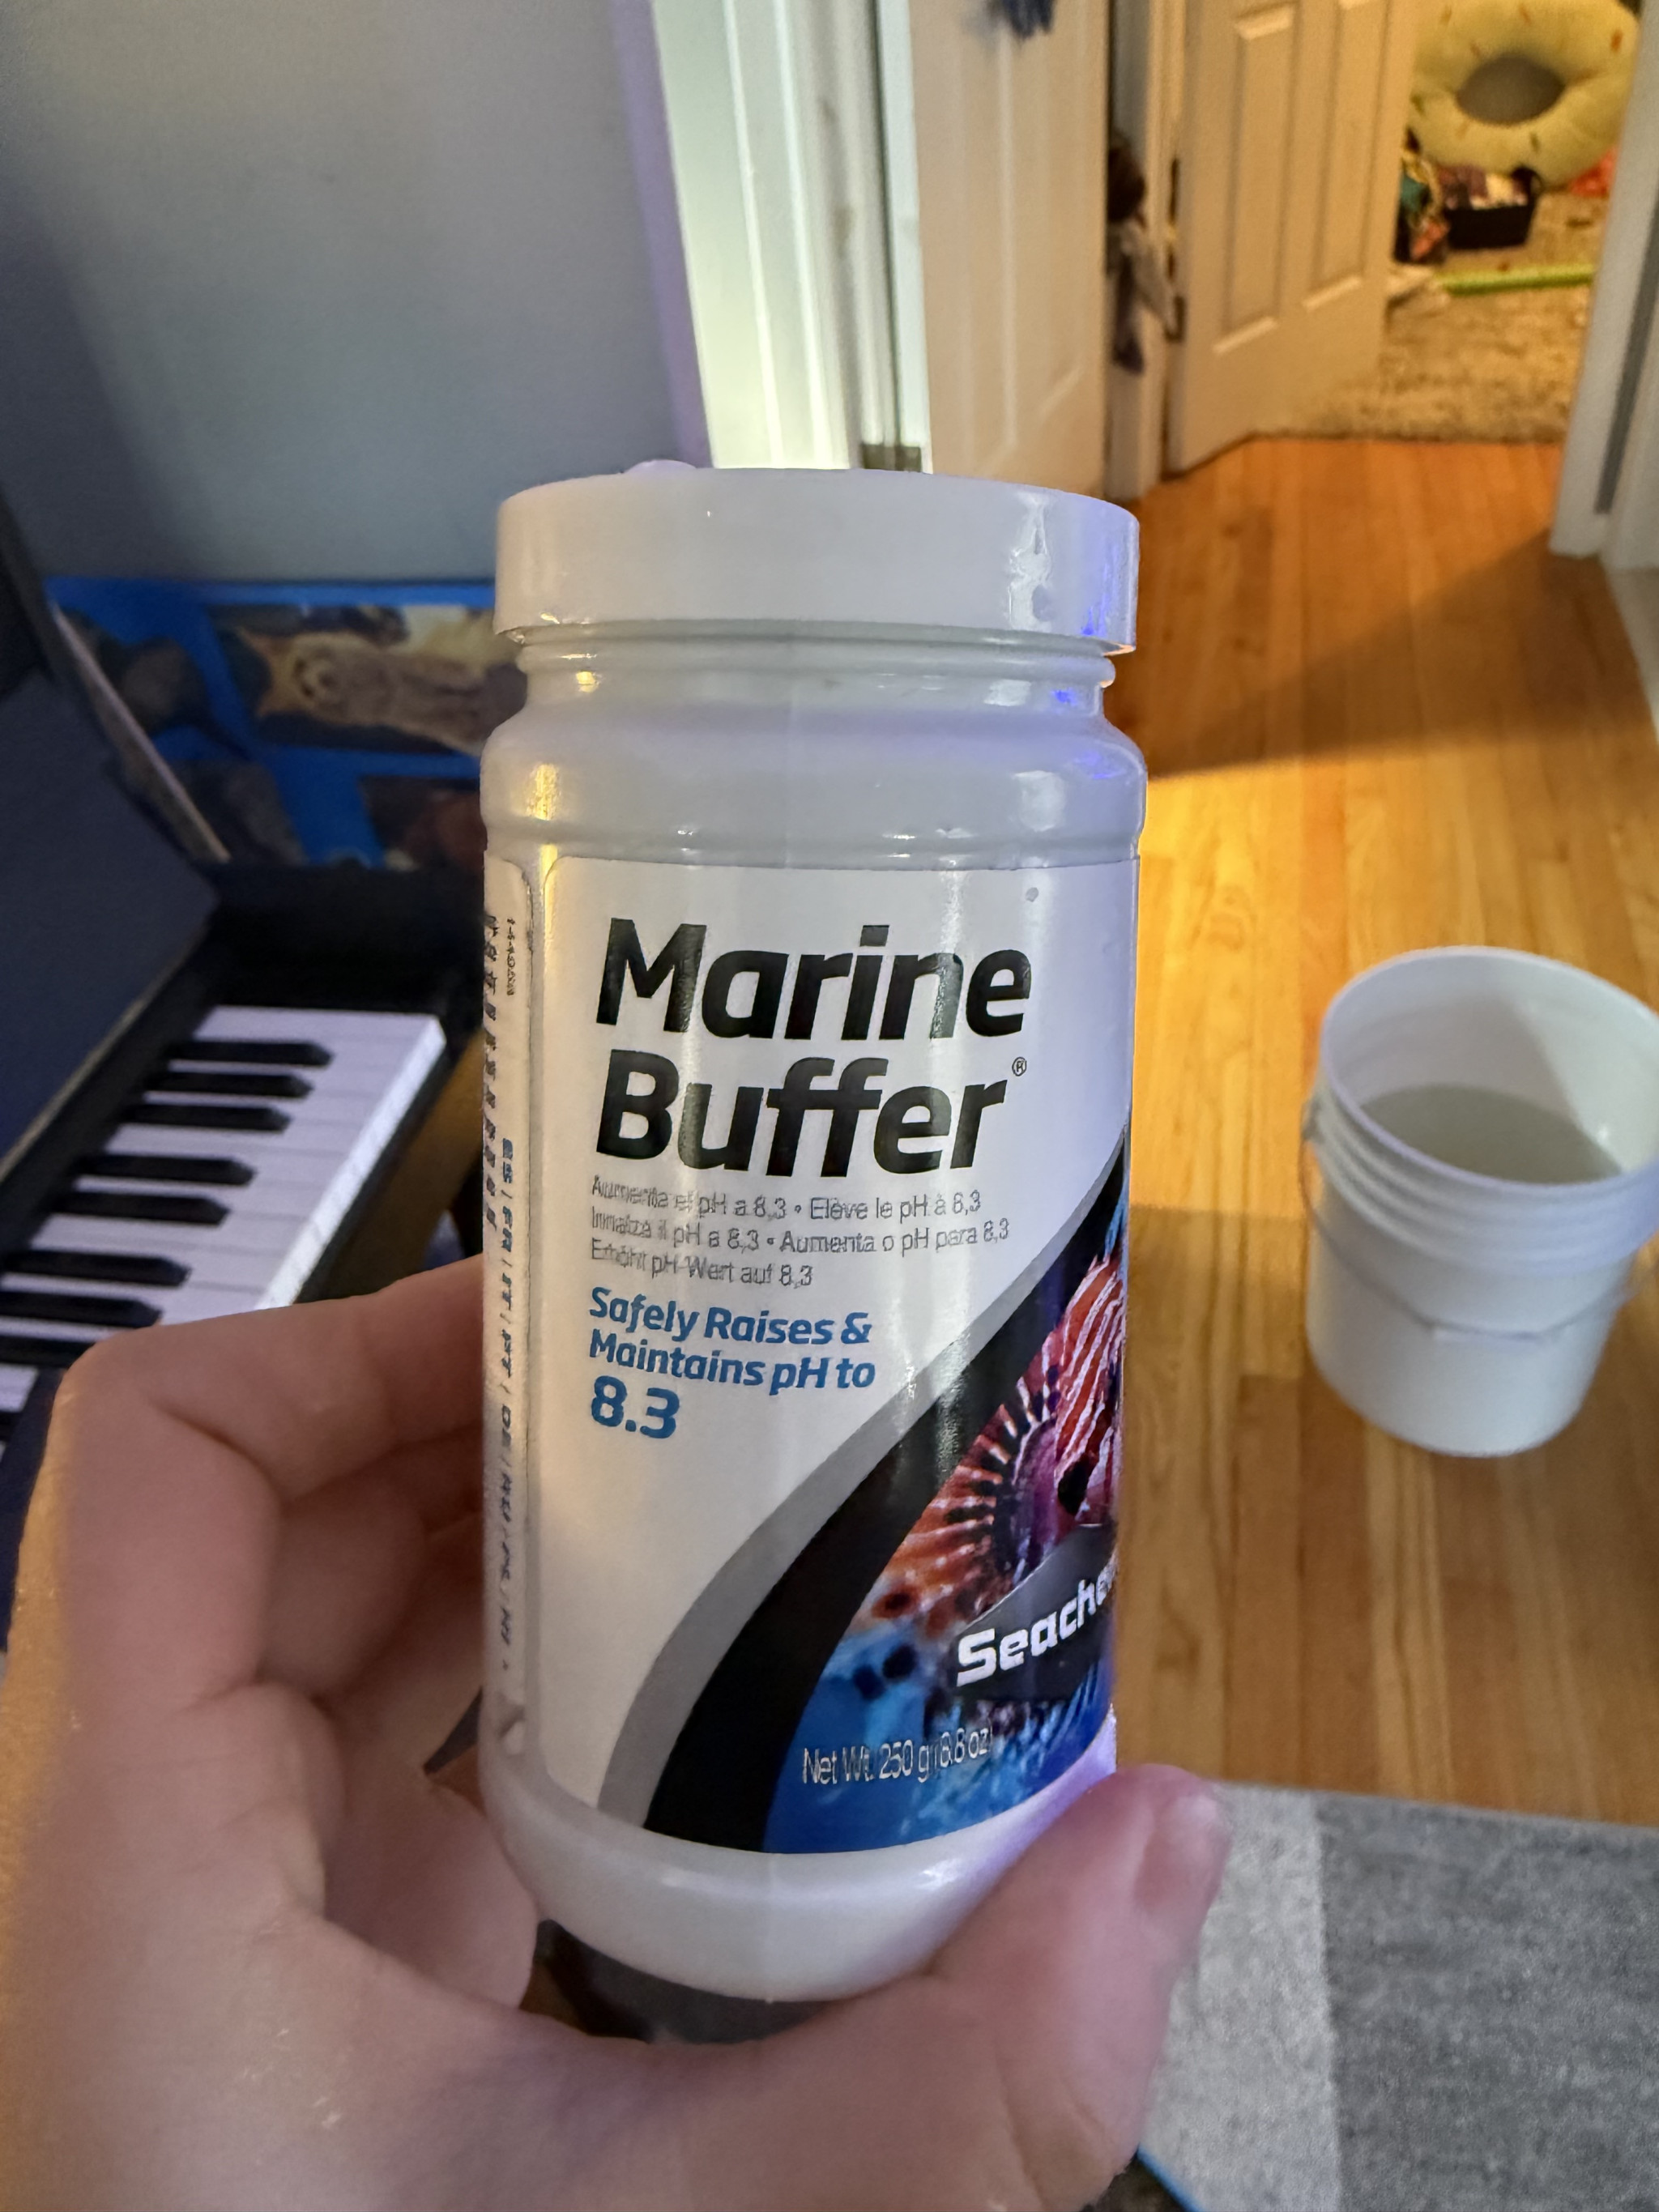 Marine
Buffer®
Aumenta el pH a 8,3 • Elève le pH à 8,3
Innalza il pH a 8,3 • Aumenta o pH para 8,3
Erhöht pH-Wert auf 8,3
Safely Raises &
Maintains pH to
8.3
Seache
Net Wt. 250 g (8.8 oz)